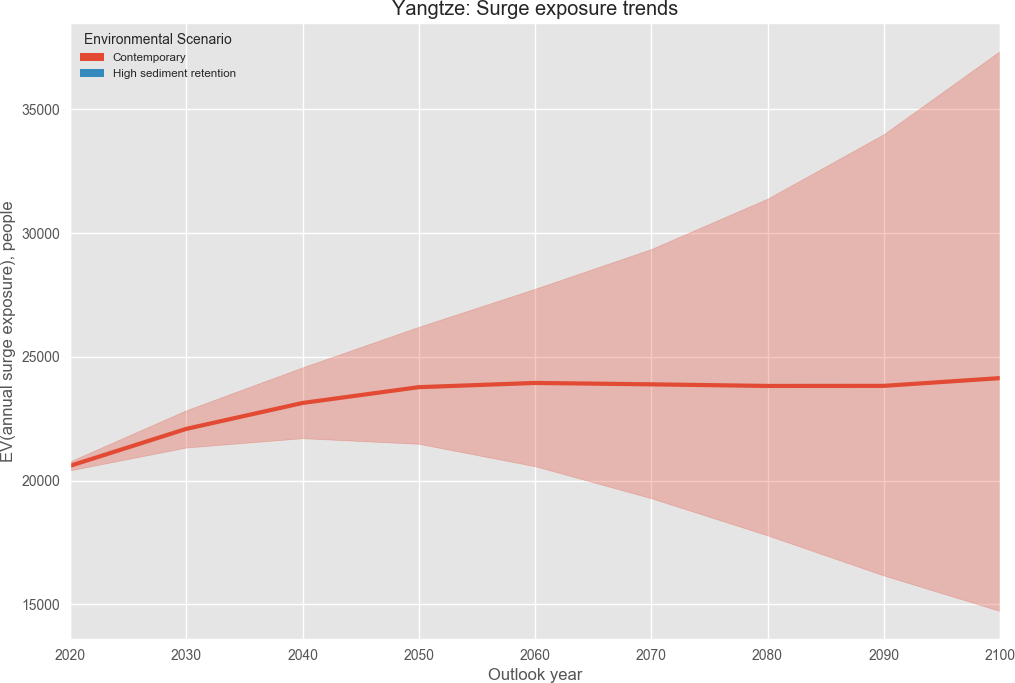 Yangtze: Surge exposure trends
Environmental Scenario
Contemporary
High sediment retention
35000
30000
25000
20000
15000
EV(annual surge exposure), people
2020 2030 2040 2050 2060 2070 2080 2090 2100
Outlook year